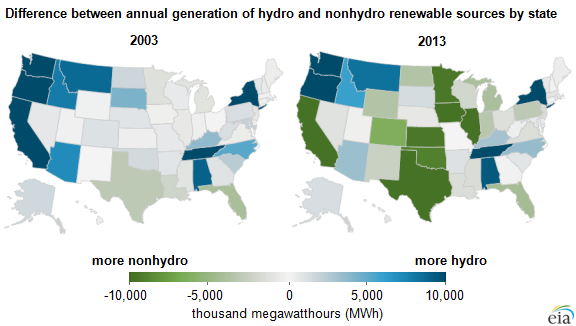 Difference between annual generation of hydro and nonhydro renewable sources by state
2003
2013
more nonhydro
more hydro
-10,000
-5,000
0
5,000
10,000
thousand megawatthours (MWh)
eia